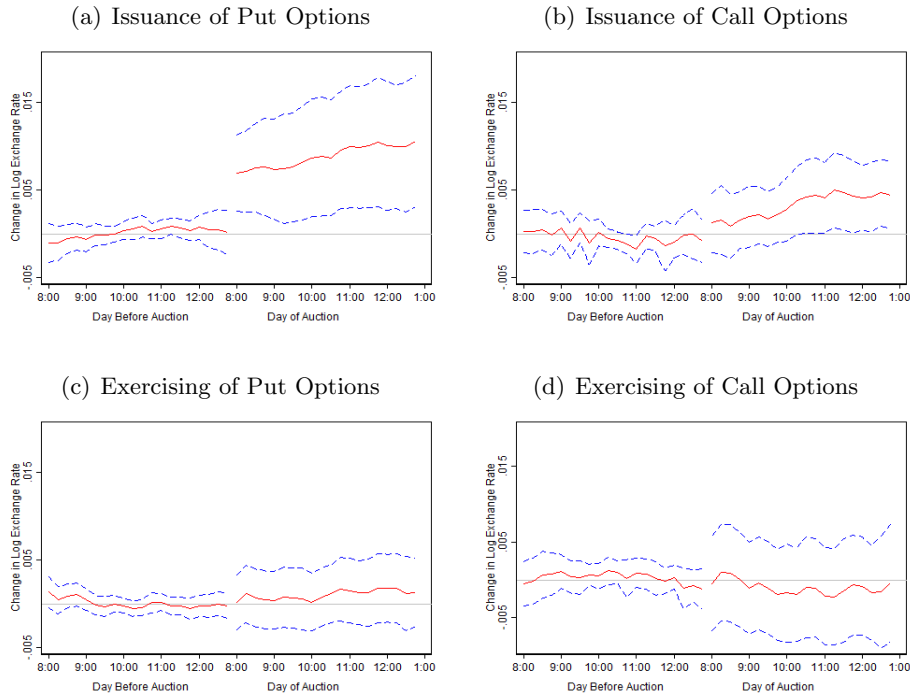 (a) Issuance of Put Options
(b) Issuance of Call Options
Change in Log Exchange Rate
-.005 .005 .015
8:00 9:00 10:00 11:00 12:00 8:00 9:00 10:00 11:00 12:00 1:00
Day Before Auction Day of Auction
Change in Log Exchange Rate
-.005 .005 .015
8:00 9:00 10:00 11:00 12:00 8:00 9:00 10:00 11:00 12:00 1:00
Day Before Auction Day of Auction
(c) Exercising of Put Options
(d) Exercising of Call Options
Change in Log Exchange Rate
-.005 .005 .015
8:00 9:00 10:00 11:00 12:00 8:00 9:00 10:00 11:00 12:00 1:00
Day Before Auction Day of Auction
Change in Log Exchange Rate
-.005 .005 .015
8:00 9:00 10:00 11:00 12:00 8:00 9:00 10:00 11:00 12:00 1:00
Day Before Auction Day of Auction